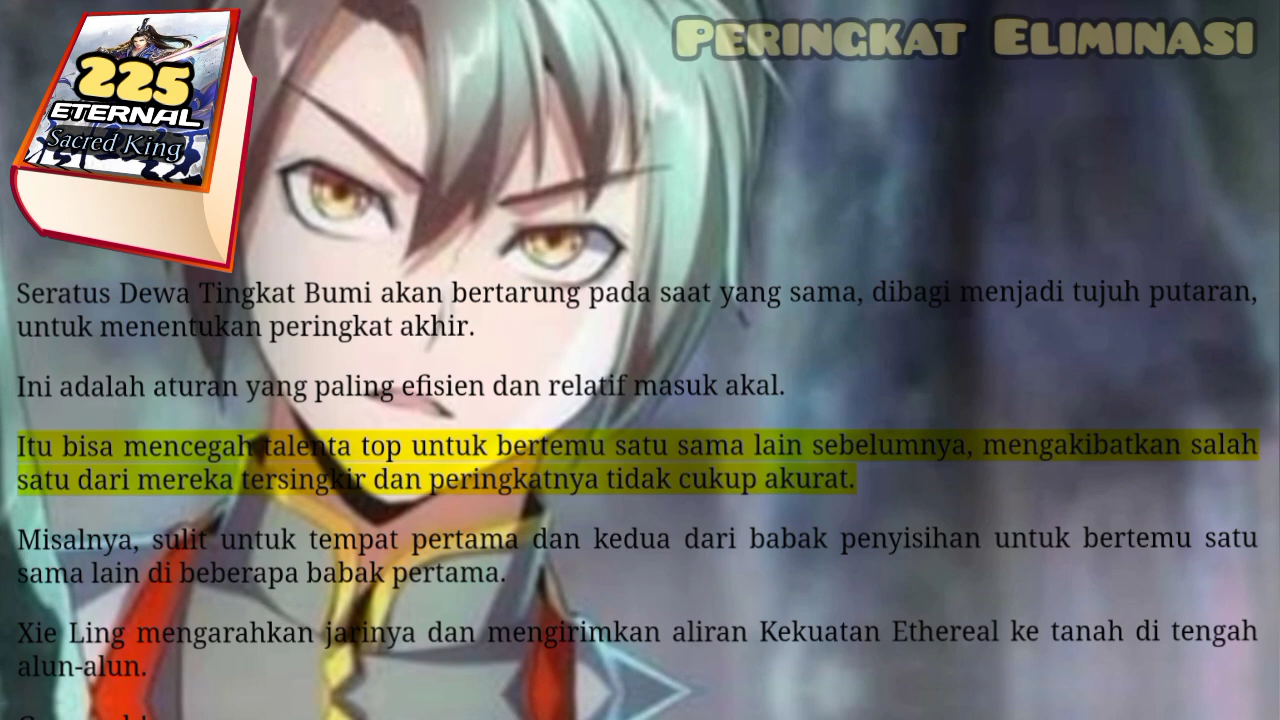 225
ETERNAL
Sacred King
PERINGKAT ELIMINASI
Seratus Dewa Tingkat Bumi akan bertarung pada saat yang sama, dibagi menjadi tujuh putaran,
untuk menentukan peringkat akhir.
Ini adalah aturan yang paling efisien dan relatif masuk akal.
Itu bisa mencegah talenta top untuk bertemu satu sama lain sebelumnya, mengakibatkan salah
satu dari mereka tersingkir dan peringkatnya tidak cukup akurat.
Misalnya, sulit untuk tempat pertama dan kedua dari babak penyisihan untuk bertemu satu
sama lain di beberapa babak pertama.
Xie Ling mengarahkan jarinya dan mengirimkan aliran Kekuatan Ethereal ke tanah di tengah
alun-alun.